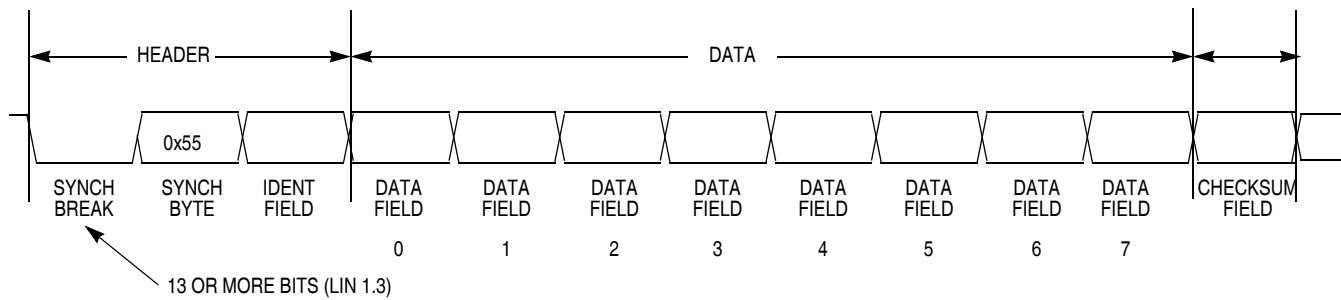 HEADER DATA
0x55
SYNCH BREAK SYNCH BYTE IDENT FIELD DATA FIELD DATA FIELD DATA FIELD DATA FIELD DATA FIELD DATA FIELD DATA FIELD DATA FIELD CHECKSUM FIELD
0 1 2 3 4 5 6 7
13 OR MORE BITS (LIN 1.3)